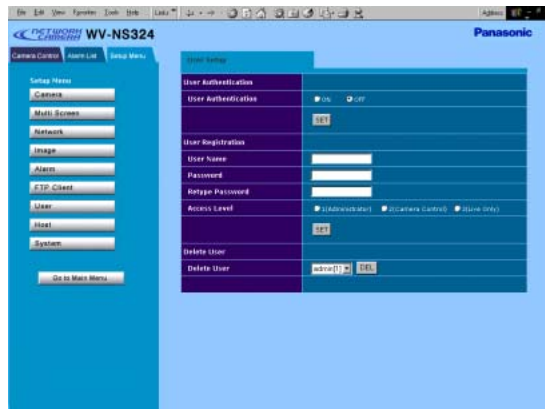 File Edit View Favorites Tools Help Links Address
NETWORK CAMERA WV-NS324 Panasonic
Camera Control Alarm List Setup Menu
User Setup
Setup Menu
Camera
Multi Screen
Network
Image
Alarm
FTP Client
User
Host
System
Go to Main Menu
User Authentication
User Authentication ON OFF
SET
User Registration
User Name
Password
Retype Password
Access Level 1(Administrator) 2(Camera Control) 3(Live Only)
SET
Delete User
Delete User admin[1] DEL